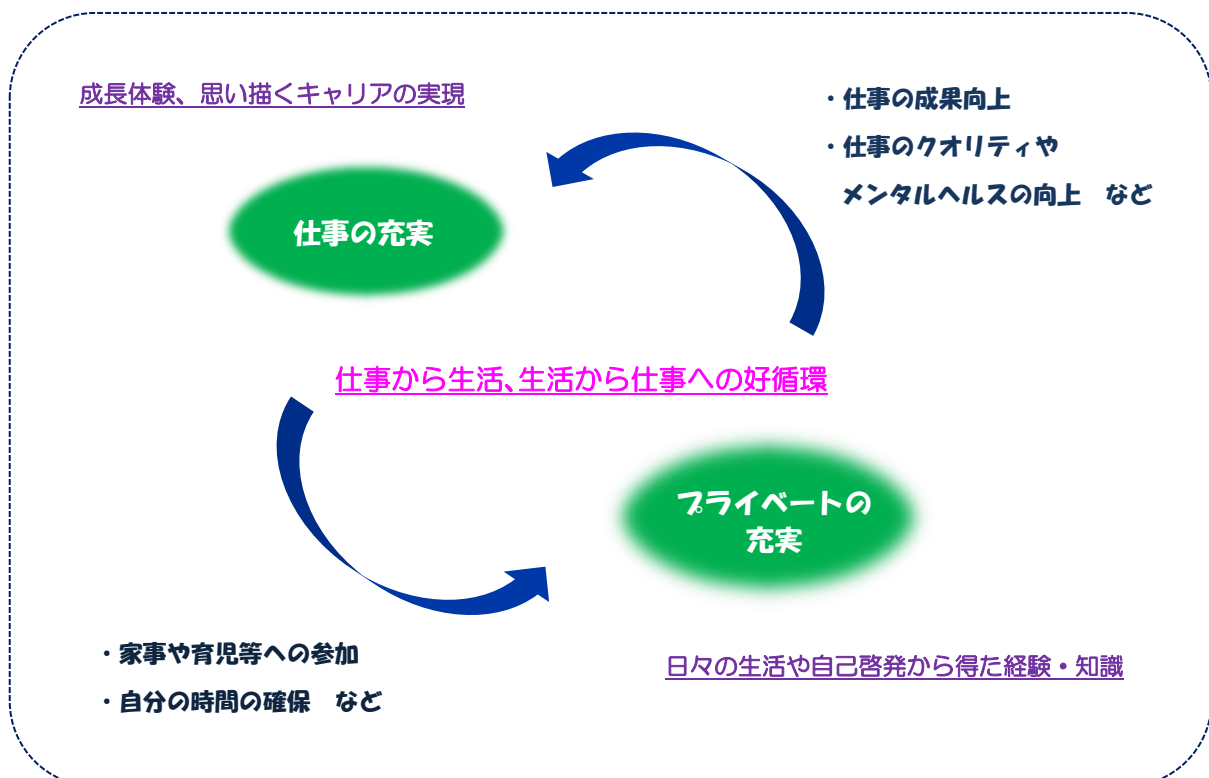 成長体験、思い描くキャリアの実現
・仕事の成果向上
・仕事のクオリティや
メンタルヘルスの向上　など
仕事の充実
仕事から生活、生活から仕事への好循環
プライベートの
充実
・家事や育児等への参加
・自分の時間の確保　など
日々の生活や自己啓発から得た経験・知識